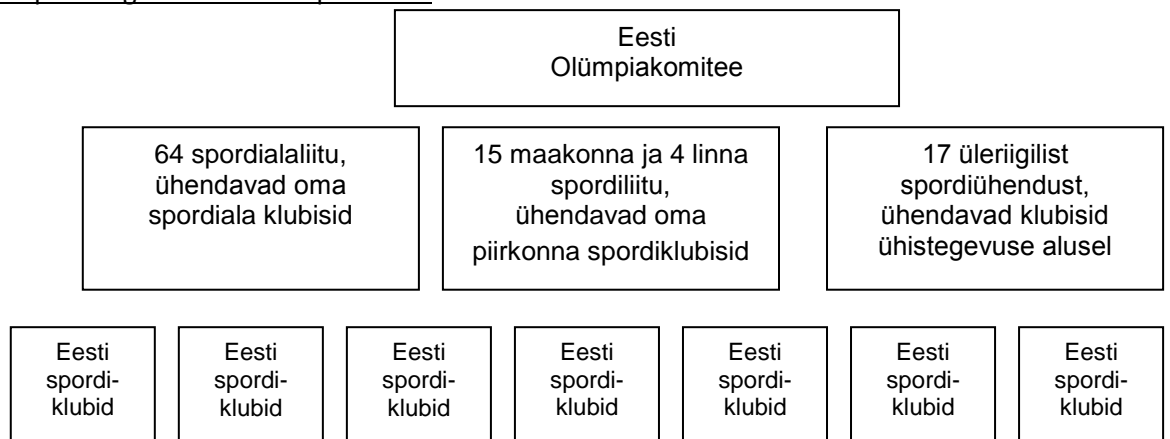 Eesti
Olümpiakomitee
64 spordialaliitu,
ühendavad oma
spordiala klubisid
15 maakonna ja 4 linna
spordiliitu,
ühendavad oma
piirkonna spordiklubisid
17 üleriigilist
spordiühendust,
ühendavad klubisid
ühistegevuse alusel
Eesti
spordi-
klubid
Eesti
spordi-
klubid
Eesti
spordi-
klubid
Eesti
spordi-
klubid
Eesti
spordi-
klubid
Eesti
spordi-
klubid
Eesti
spordi-
klubid